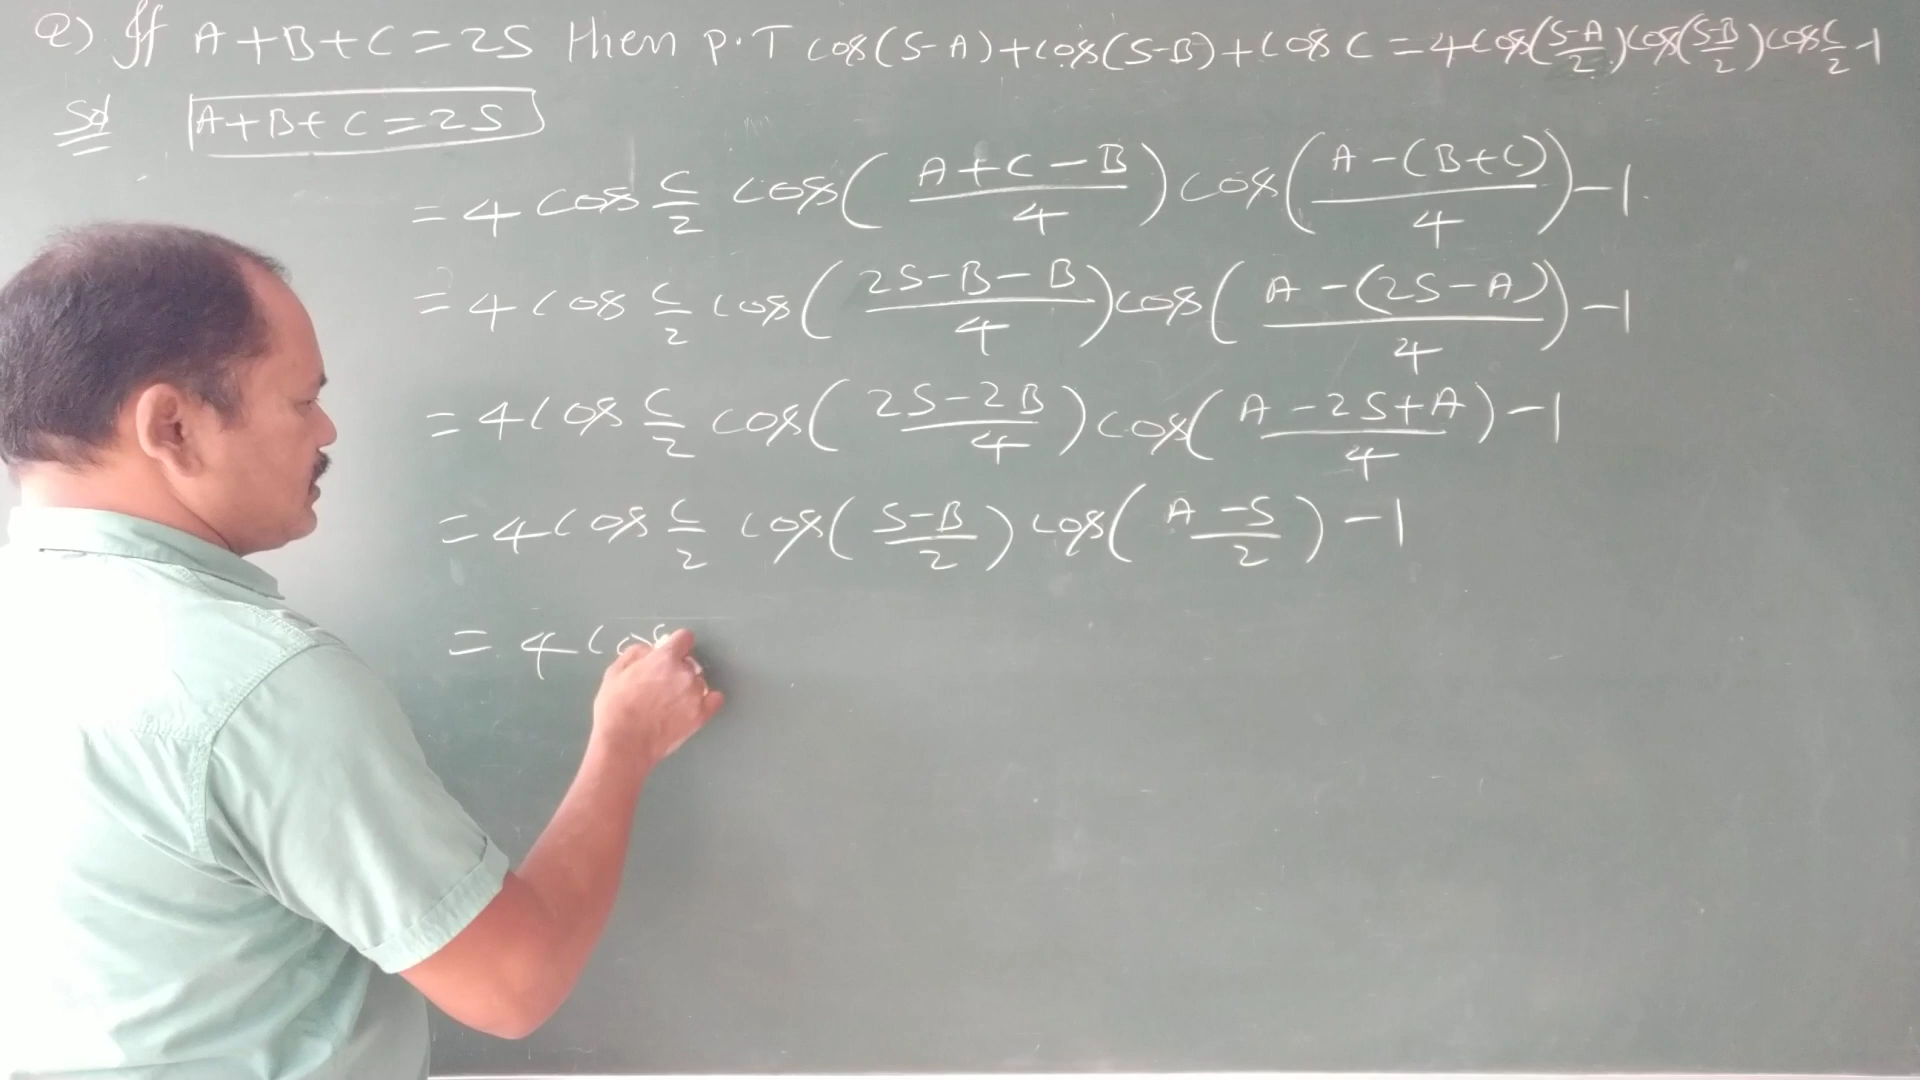 Q) If A+B+C=2S then P.T cos(S-A)+cos(S-B)+cos C = 4cos(S-A/2)cos(S-B/2)cos C/2 -1
Sol A+B+C=2S
= 4 cos C/2 cos(A+C-B/4) cos(A-(B+C)/4) -1.
= 4 cos C/2 cos(2S-B-B/4) cos(A-(2S-A)/4) -1
= 4 cos C/2 cos(2S-2B/4) cos(A-2S+A/4) -1
= 4 cos C/2 cos(S-B/2) cos(A-S/2) -1
= 4 cos